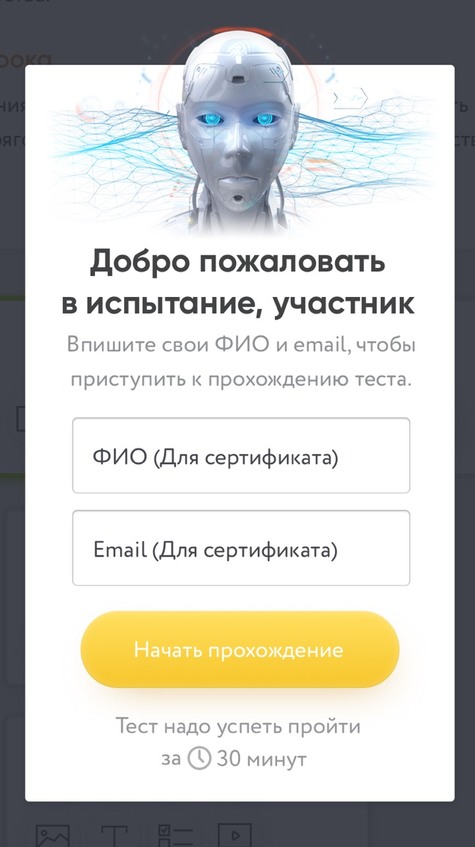 Добро пожаловать
в испытание, участник
Впишите свои ФИО и email, чтобы
приступить к прохождению теста.
ФИО (Для сертификата)
Email (Для сертификата)
Начать прохождение
Тест надо успеть пройти
за 30 минут